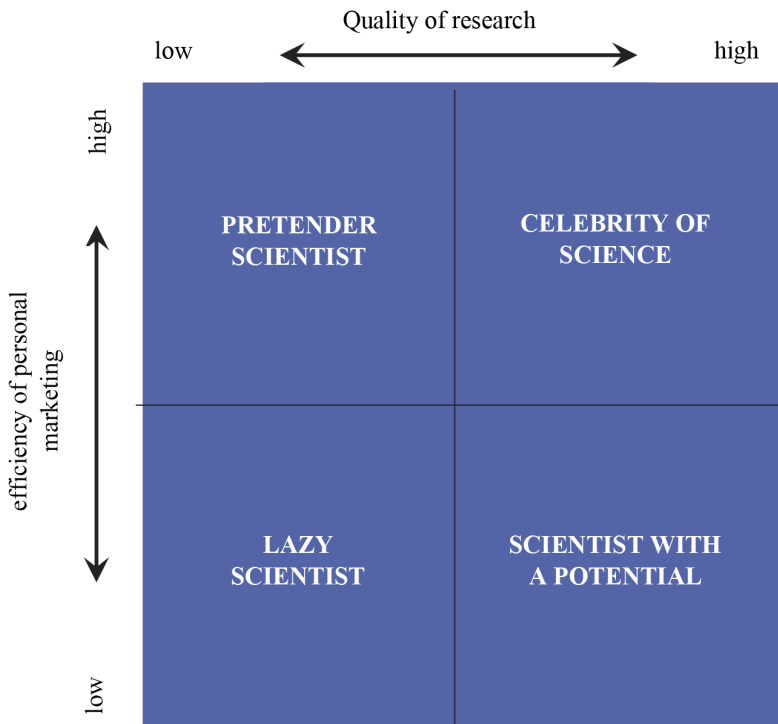 Quality of research
low
high
high
efficiency of personal
marketing
low
PRETENDER
SCIENTIST
CELEBRITY OF
SCIENCE
LAZY
SCIENTIST
SCIENTIST WITH
A POTENTIAL